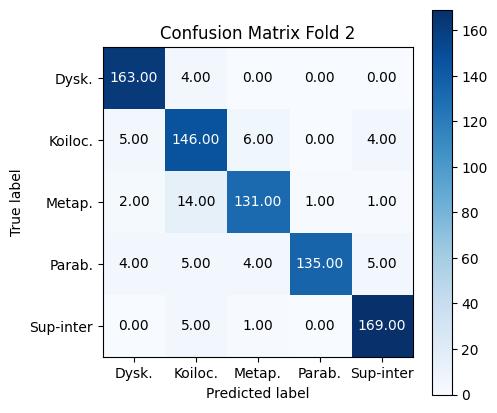 Confusion Matrix Fold 2
True label
Dysk. 163.00 4.00 0.00 0.00 0.00
Koiloc. 5.00 146.00 6.00 0.00 4.00
Metap. 2.00 14.00 131.00 1.00 1.00
Parab. 4.00 5.00 4.00 135.00 5.00
Sup-inter 0.00 5.00 1.00 0.00 169.00
Dysk. Koiloc. Metap. Parab. Sup-inter
Predicted label
160
140
120
100
80
60
40
20
0